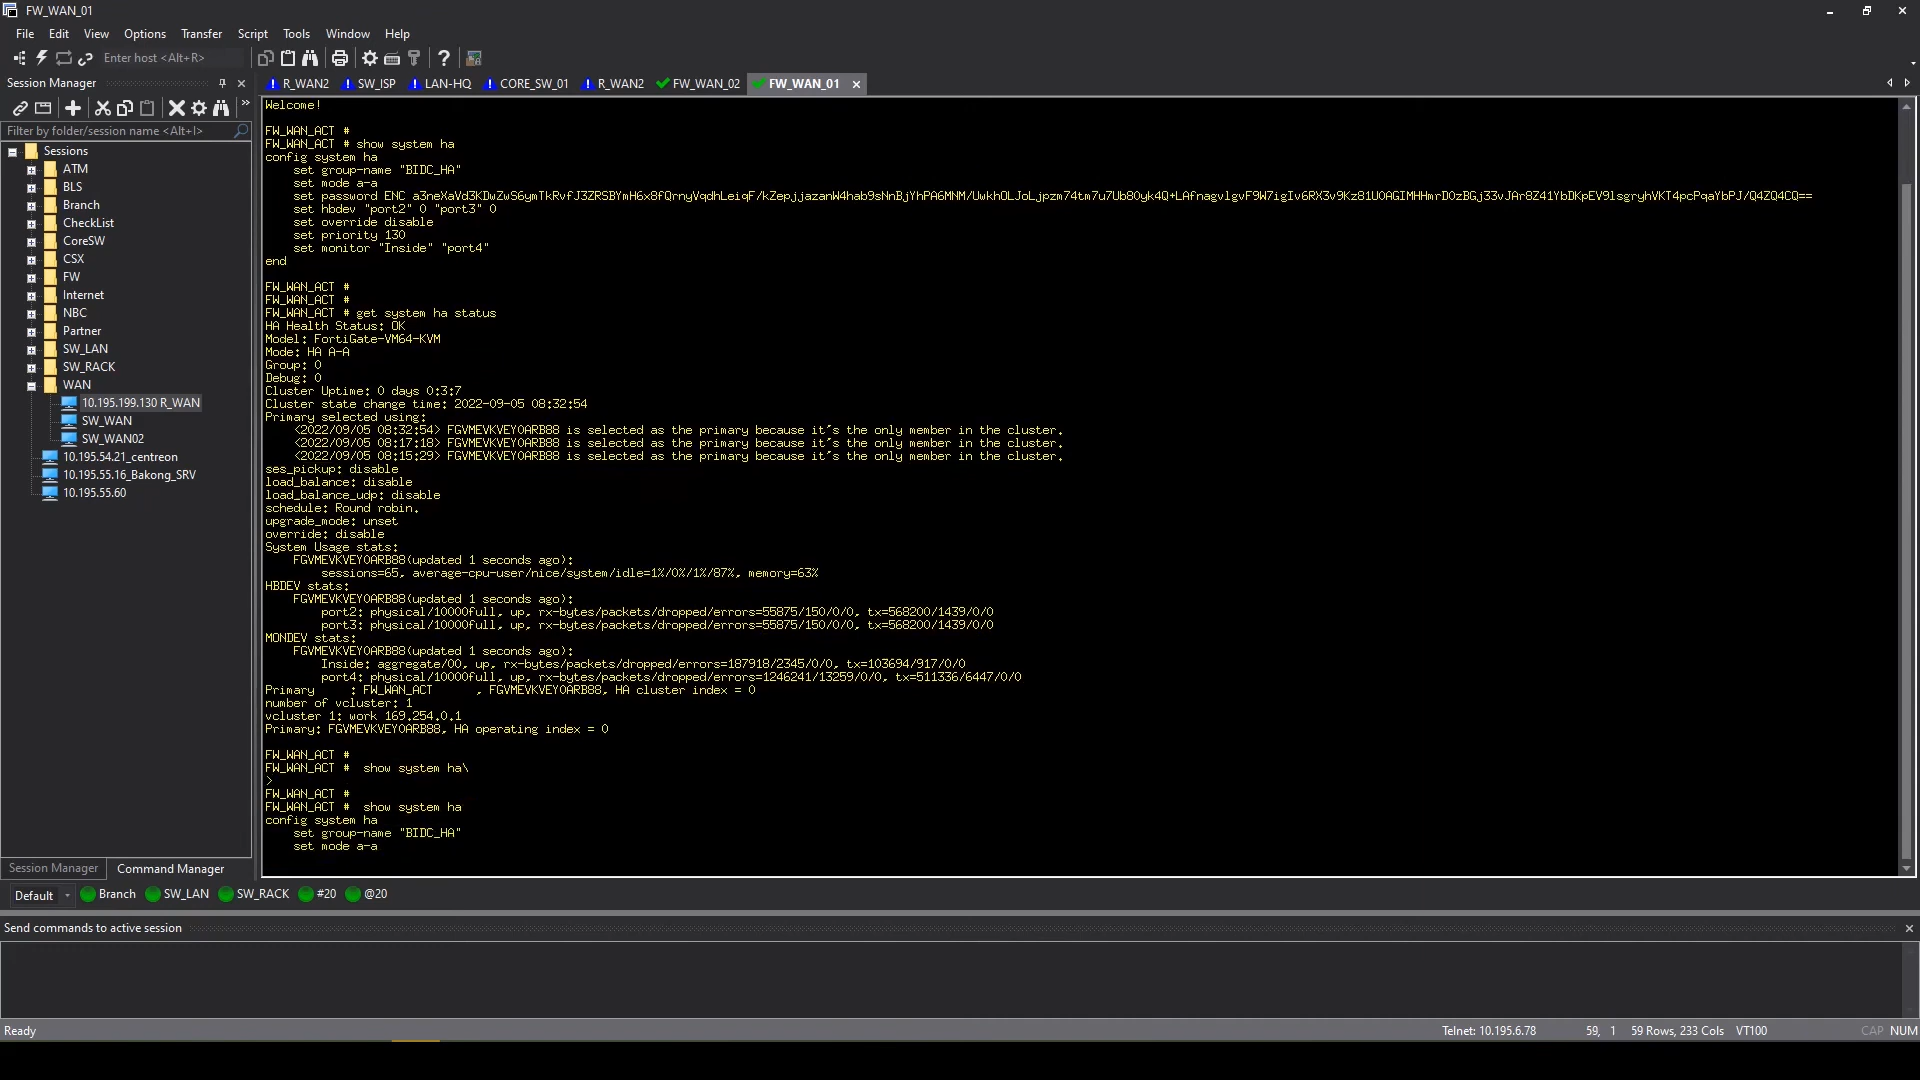 FW_WAN_01
File Edit View Options Transfer Script Tools Window Help
Enter host <Alt+R>
Session Manager
R_WAN2 SW_ISP LAN-HQ CORE_SW_01 R_WAN2 FW_WAN_02 FW_WAN_01
Filter by folder/session name <Alt+I>
Sessions
ATM
BLS
Branch
CheckList
CoreSW
CSX
FW
Internet
NBC
Partner
SW_LAN
SW_RACK
WAN
10.195.199.130 R_WAN
SW_WAN
SW_WAN02
10.195.54.21_centreon
10.195.55.16_Bakong_SRV
10.195.55.60
Welcome!
FW_WAN_ACT #
FW_WAN_ACT # show system ha
config system ha
set group-name "BIDC_HA"
set mode a-a
set password ENC
set hbdev "port2" 0 "port3" 0
set override disable
set priority 130
set monitor "Inside" "port4"
end
FW_WAN_ACT #
FW_WAN_ACT #
FW_WAN_ACT # get system ha status
HA Health Status: OK
Model: FortiGate-VM64-KVM
Mode: HA A-A
Group: 0
Debug: 0
Cluster Uptime: 0 days 0:3:7
Cluster state change time: 2022-09-05 08:32:54
Primary selected using:
<2022/09/05 08:32:54> FGVMEVKVEYOARB88 is selected as the primary because it's the only member in the cluster.
<2022/09/05 08:17:18> FGVMEVKVEYOARB88 is selected as the primary because it's the only member in the cluster.
<2022/09/05 08:15:29> FGVMEVKVEYOARB88 is selected as the primary because it's the only member in the cluster.
ses_pickup: disable
load_balance: disable
load_balance_udp: disable
schedule: Round robin.
upgrade_mode: unset
override: disable
System Usage stats:
FGVMEVKVEYOARB88(updated 1 seconds ago):
sessions=65, average-cpu-user/nice/system/idle=1%/0%/1%/87%, memory=63%
HBDEV stats:
FGVMEVKVEYOARB88(updated 1 seconds ago):
port2: physical/10000full, up, rx-bytes/packets/dropped/errors=55875/150/0/0, tx=568200/1439/0/0
port3: physical/10000full, up, rx-bytes/packets/dropped/errors=55875/150/0/0, tx=568200/1439/0/0
MONDEV stats:
FGVMEVKVEYOARB88(updated 1 seconds ago):
Inside: aggregate/00, up, rx-bytes/packets/dropped/errors=187918/2345/0/0, tx=103694/917/0/0
port4: physical/10000full, up, rx-bytes/packets/dropped/errors=1246241/13259/0/0, tx=511336/6447/0/0
Primary : FW_WAN_ACT , FGVMEVKVEYOARB88, HA cluster index = 0
number of vcluster: 1
vcluster 1: work 169.254.0.1
Primary: FGVMEVKVEYOARB88, HA operating index = 0
FW_WAN_ACT #
FW_WAN_ACT # show system ha\
>
FW_WAN_ACT #
FW_WAN_ACT # show system ha
config system ha
set group-name "BIDC_HA"
set mode a-a
Session Manager Command Manager
Default Branch SW_LAN SW_RACK #20 @20
Send commands to active session
Ready Telnet: 10.195.6.78 59, 1 59 Rows, 233 Cols VT100 CAP NUM